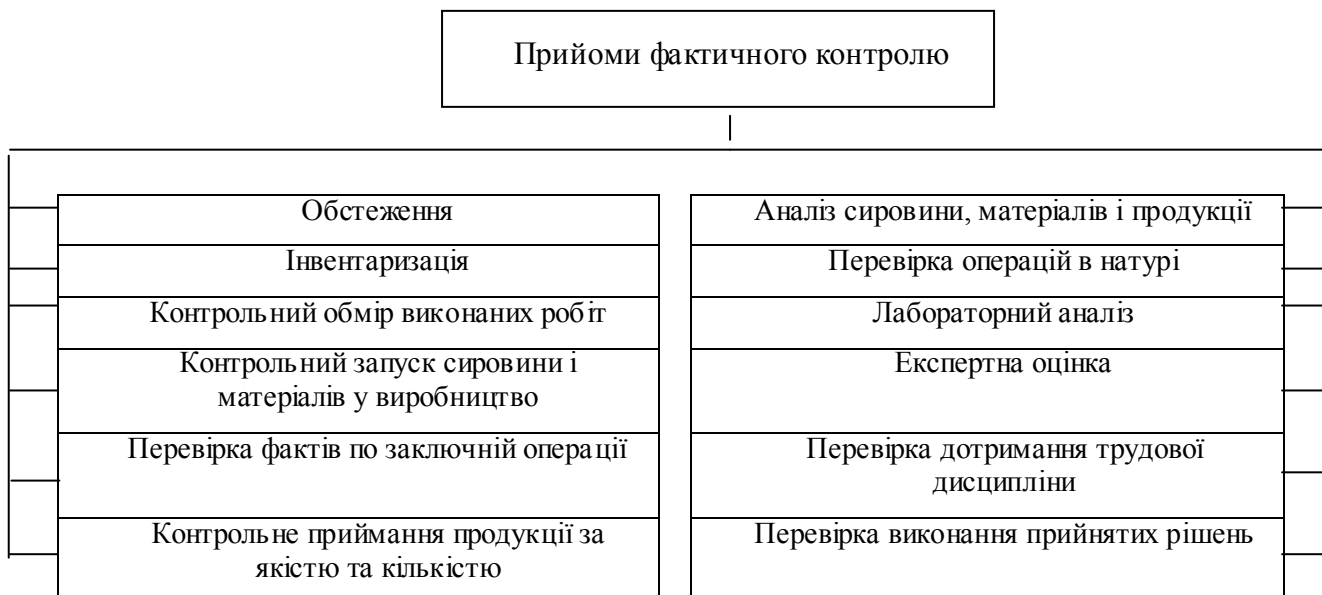 Прийоми фактичного контролю
Обстеження
Інвентаризація
Контрольний обмір виконаних робіт
Контрольний запуск сировини і
матеріалів у виробництво
Перевірка фактів по заключній операції
Контрольне приймання продукції за
якістю та кількістю
Аналіз сировини, матеріалів і продукції
Перевірка операцій в натурі
Лабораторний аналіз
Експертна оцінка
Перевірка дотримання трудової
дисципліни
Перевірка виконання прийнятих рішень